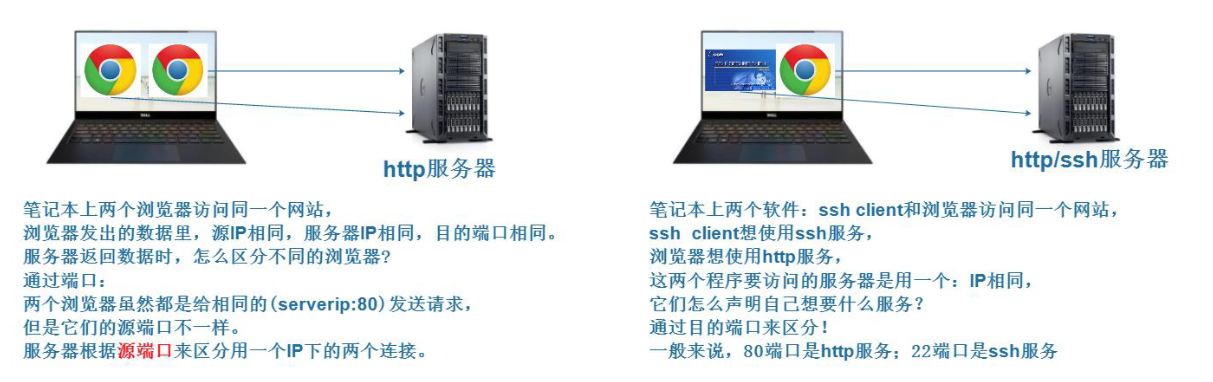 http服务器
笔记本上两个浏览器访问同一个网站，
浏览器发出的数据里，源IP相同，服务器IP相同，目的端口相同。
服务器返回数据时，怎么区分不同的浏览器？
通过端口：
两个浏览器虽然都是给相同的(serverip:80)发送请求，
但是它们的源端口不一样。
服务器根据源端口来区分用一个IP下的两个连接。
http/ssh服务器
笔记本上两个软件：ssh client和浏览器访问同一个网站，
ssh client想使用ssh服务，
浏览器想使用http服务，
这两个程序要访问的服务器是用一个：IP相同，
它们怎么声明自己想要什么服务？
通过目的端口来区分！
一般来说，80端口是http服务；22端口是ssh服务